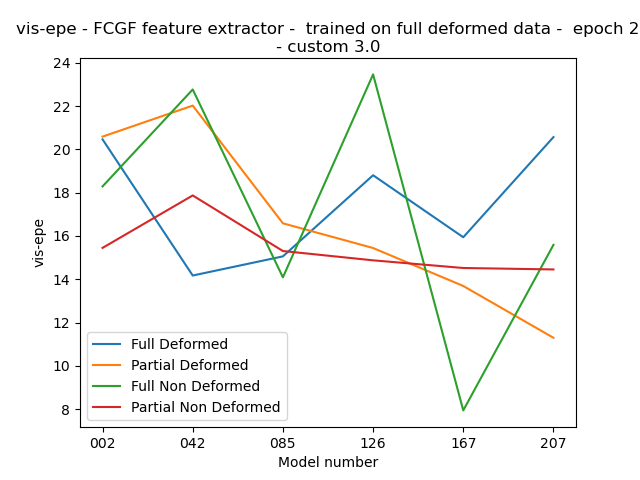 vis-epe - FCGF feature extractor -  trained on full deformed data -  epoch 2
- custom 3.0
24
22
20
18
16
14
12
10
8
vis-epe
Full Deformed
Partial Deformed
Full Non Deformed
Partial Non Deformed
002 042 085 126 167 207
Model number